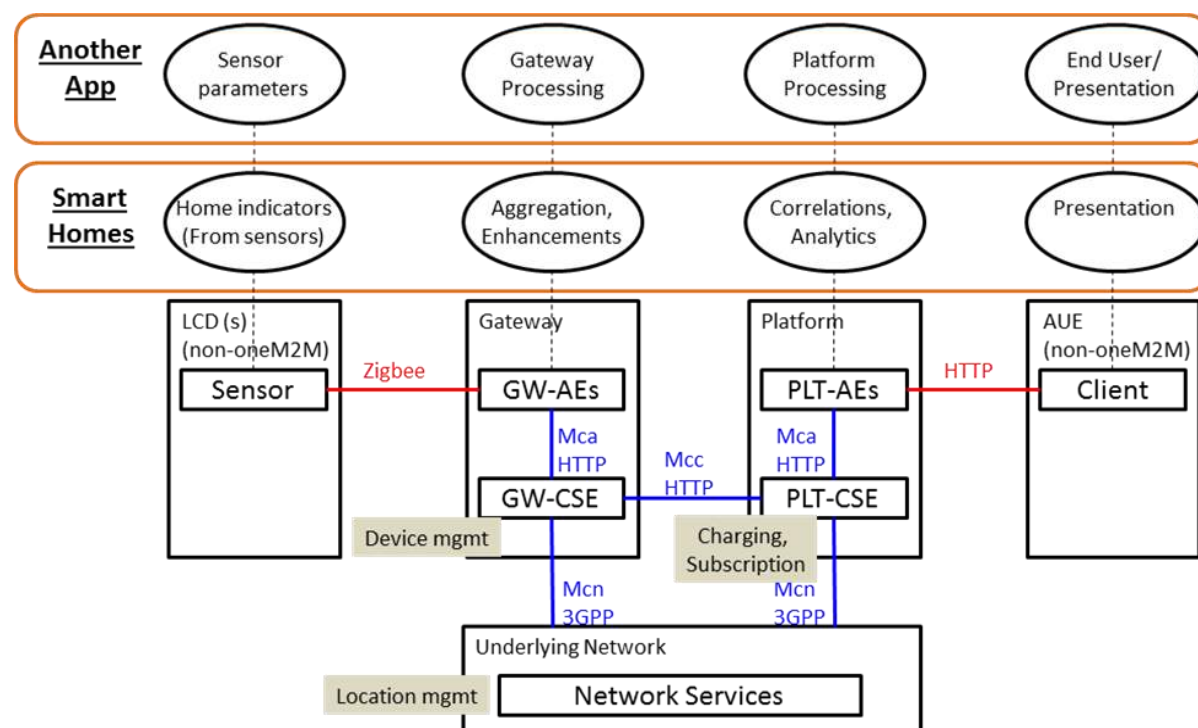 Another
App
Sensor
parameters
Gateway
Processing
Platform
Processing
End User/
Presentation
Smart
Homes
Home indicators
(From sensors)
Aggregation,
Enhancements
Correlations,
Analytics
Presentation
LCD (s)
(non-oneM2M)
Gateway
Platform
AUE
(non-oneM2M)
Sensor
Zigbee
GW-AEs
PLT-AEs
HTTP
Client
Mca
HTTP
Mcc
HTTP
Mca
HTTP
GW-CSE
PLT-CSE
Device mgmt
Charging,
Subscription
Mcn
3GPP
Mcn
3GPP
Underlying Network
Location mgmt
Network Services